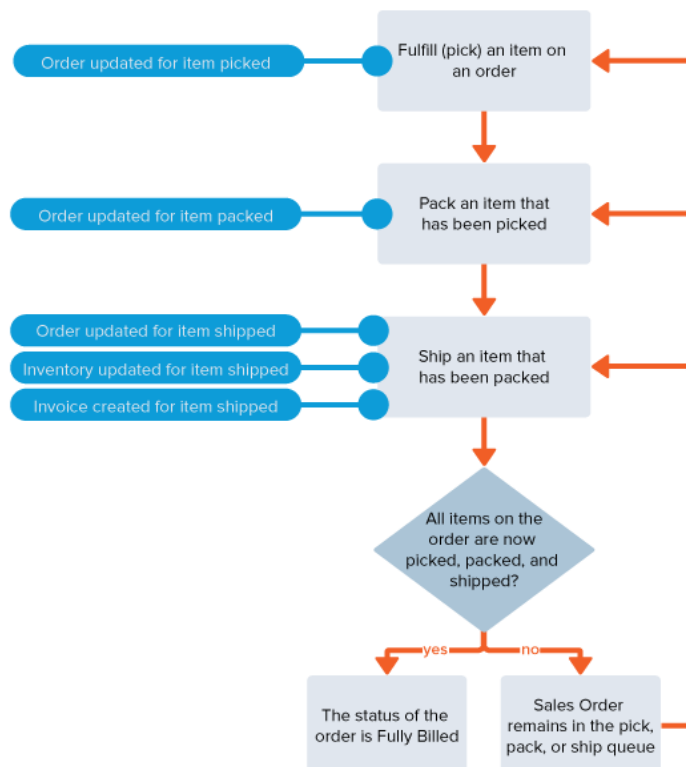 Order updated for item picked
Fulfill (pick) an item on
an order
Order updated for item packed
Pack an item that
has been picked
Order updated for item shipped
Inventory updated for item shipped
Invoice created for item shipped
Ship an item that
has been packed
All items on the
order are now
picked, packed, and
shipped?
yes
no
The status of the
order is Fully Billed
Sales Order
remains in the pick,
pack, or ship queue